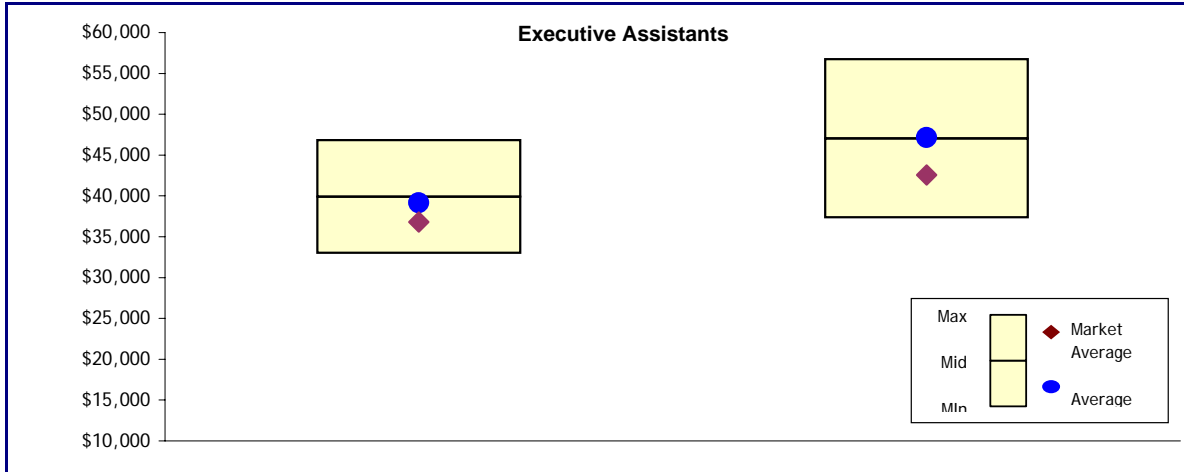 Executive Assistants
$60,000
$55,000
$50,000
$45,000
$40,000
$35,000
$30,000
$25,000
$20,000
$15,000
$10,000
Max
Mid
MIn
Market
Average
Average